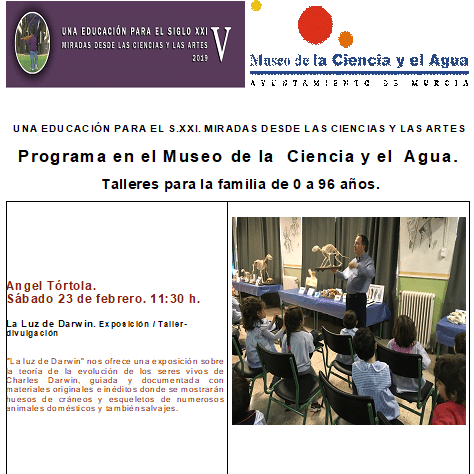 UNA EDUCACIÓN PARA EL SIGLO XXI
MIRADAS DESDE LAS CIENCIAS Y LAS ARTES
2019
V
Museo de la Ciencia y el Agua
AYUNTAMIENTO DE MURCIA
UNA EDUCACIÓN PARA EL S.XXI. MIRADAS DESDE LAS CIENCIAS Y LAS ARTES
Programa en el Museo de la Ciencia y el Agua.
Talleres para la familia de 0 a 96 años.
Angel Tórtola.
Sábado 23 de febrero. 11:30 h.
La Luz de Darwin. Exposición / Taller-
divulgación
"La luz de Darwin" nos ofrece una exposición sobre
la teoría de la evolución de los seres vivos de
Charles Darwin, guiada y documentada con
materiales originales e inéditos donde se mostrarán
huesos de cráneos y esqueletos de numerosos
animales domésticos y tambiénsalvajes.